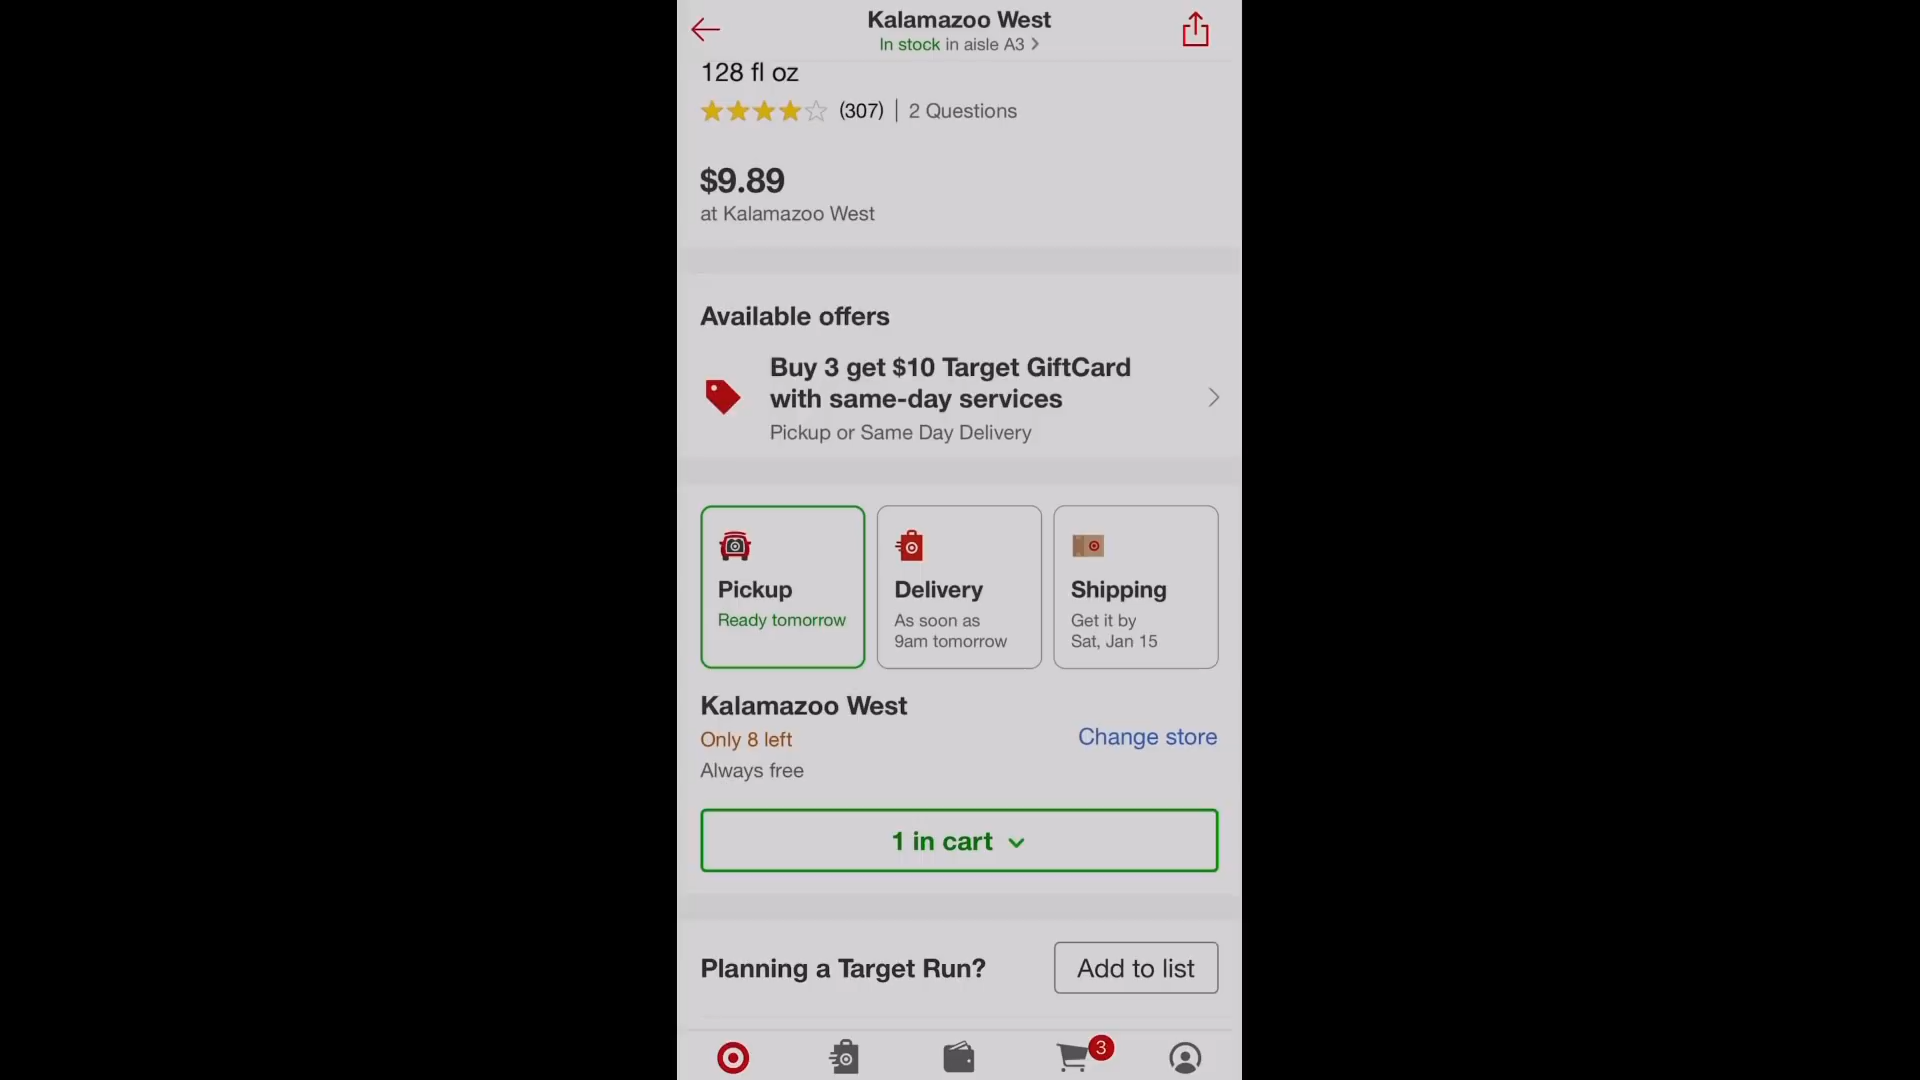 Kalamazoo West
In stock in aisle A3
128 fl oz
(307) | 2 Questions
$9.89
at Kalamazoo West
Available offers
Buy 3 get $10 Target GiftCard
with same-day services
Pickup or Same Day Delivery
Pickup
Ready tomorrow
Delivery
As soon as
9am tomorrow
Shipping
Get it by
Sat, Jan 15
Kalamazoo West
Only 8 left
Change store
Always free
1 in cart
Planning a Target Run?
Add to list
3